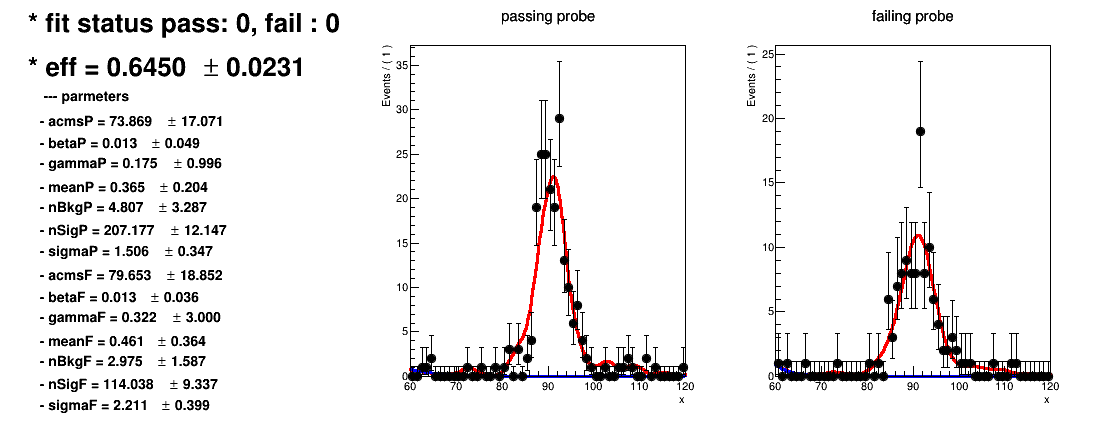 * fit status pass: 0, fail : 0
* eff = 0.6450 ± 0.0231
--- parmeters
- acmsP = 73.869 ± 17.071
- betaP = 0.013 ± 0.049
- gammaP = 0.175 ± 0.996
- meanP = 0.365 ± 0.204
- nBkgP = 4.807 ± 3.287
- nSigP = 207.177 ± 12.147
- sigmaP = 1.506 ± 0.347
- acmsF = 79.653 ± 18.852
- betaF = 0.013 ± 0.036
- gammaF = 0.322 ± 3.000
- meanF = 0.461 ± 0.364
- nBkgF = 2.975 ± 1.587
- nSigF = 114.038 ± 9.337
- sigmaF = 2.211 ± 0.399
passing probe
Events / ( 1 )
35
30
25
20
15
10
5
0
60 70 80 90 100 110 120
x
failing probe
Events / ( 1 )
25
20
15
10
5
0
60 70 80 90 100 110 120
x